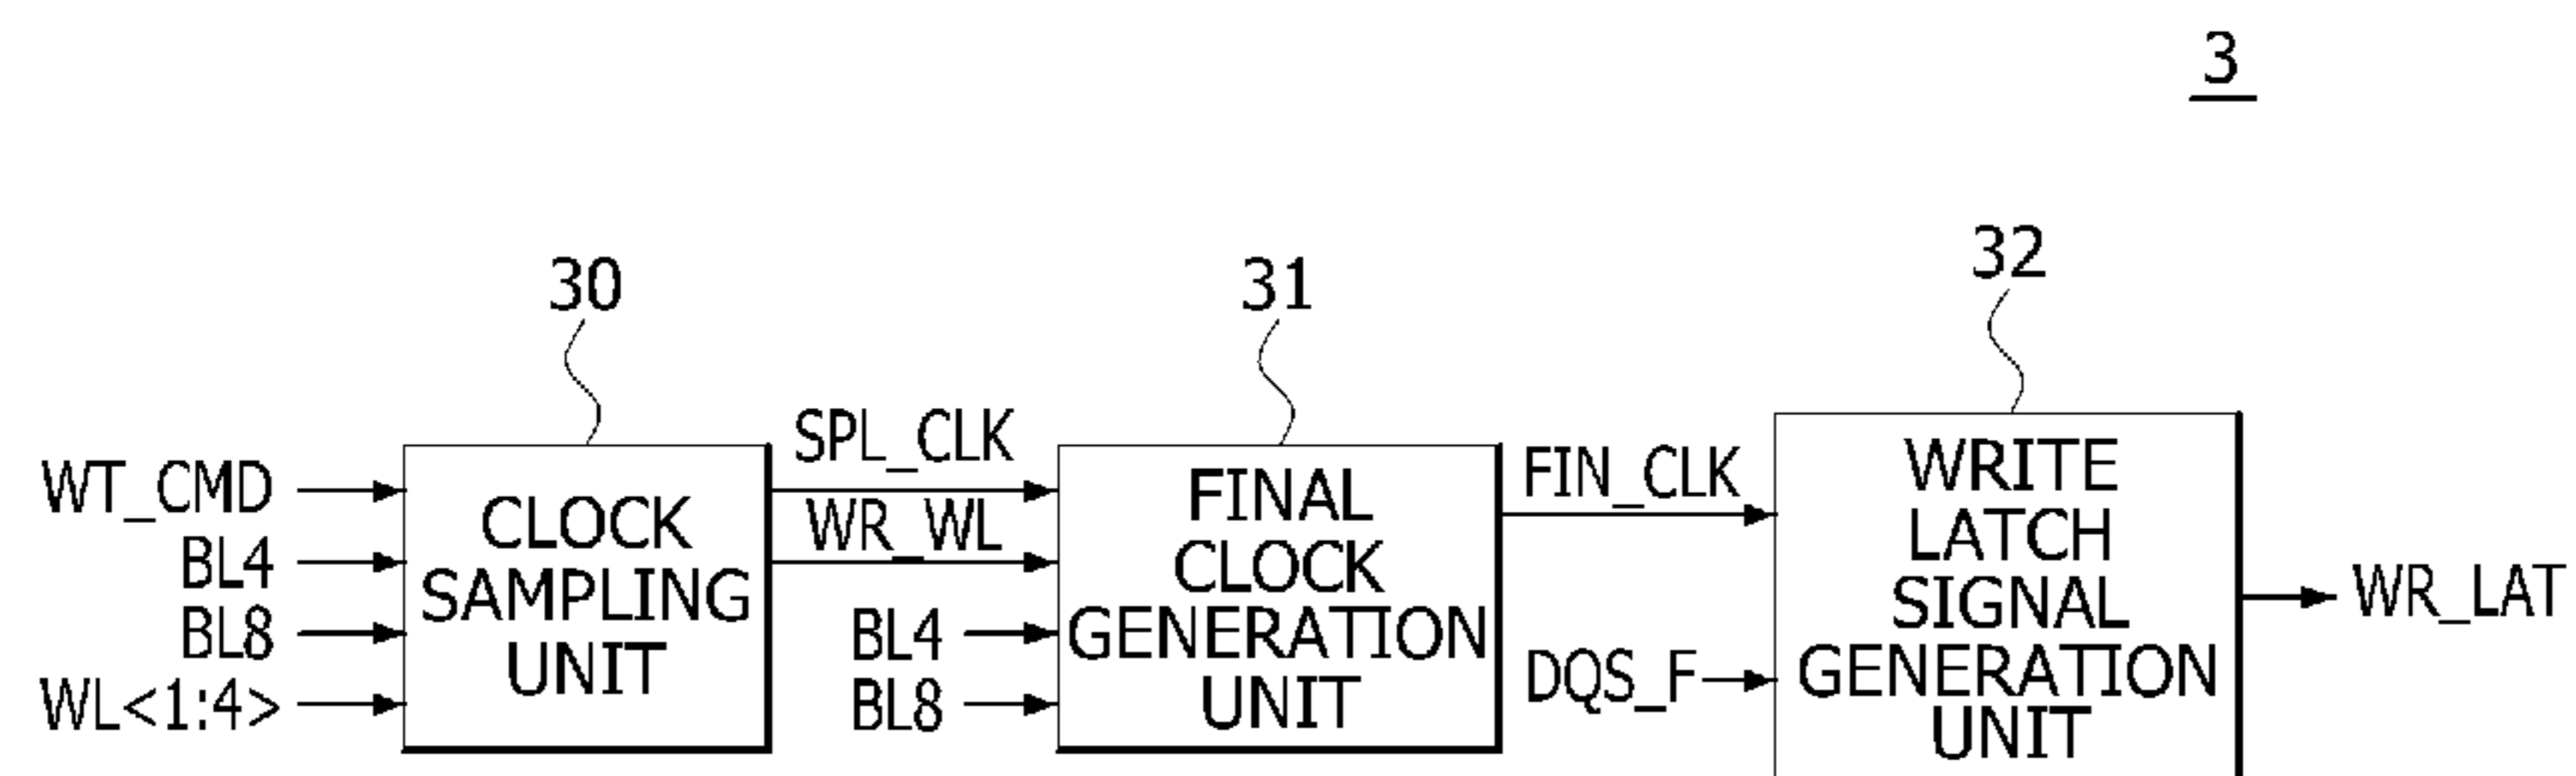 3
30
31
32
WT_CMD
BL4
BL8
WL<1:4>
CLOCK
SAMPLING
UNIT
SPL_CLK
WR_WL
BL4
BL8
FINAL
CLOCK
GENERATION
UNIT
FIN_CLK
DQS_F
WRITE
LATCH
SIGNAL
GENERATION
UNIT
WR_LAT